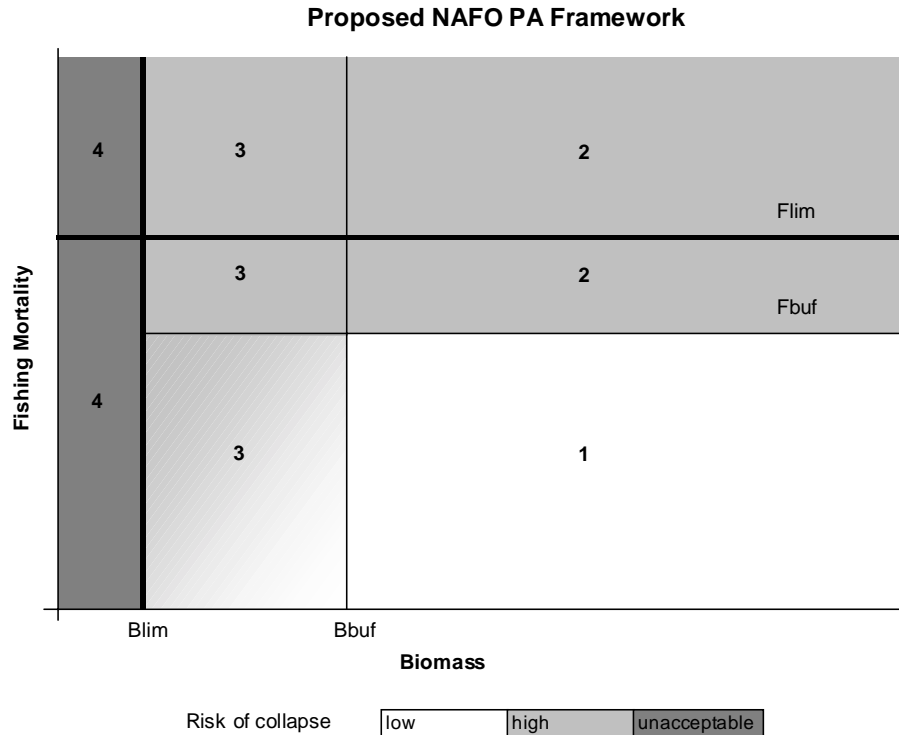 Proposed NAFO PA Framework
4
3
2
Flim
3
2
Fbuf
Fishing Mortality
4
3
1
Blim
Bbuf
Biomass
Risk of collapse
low
high
unacceptable